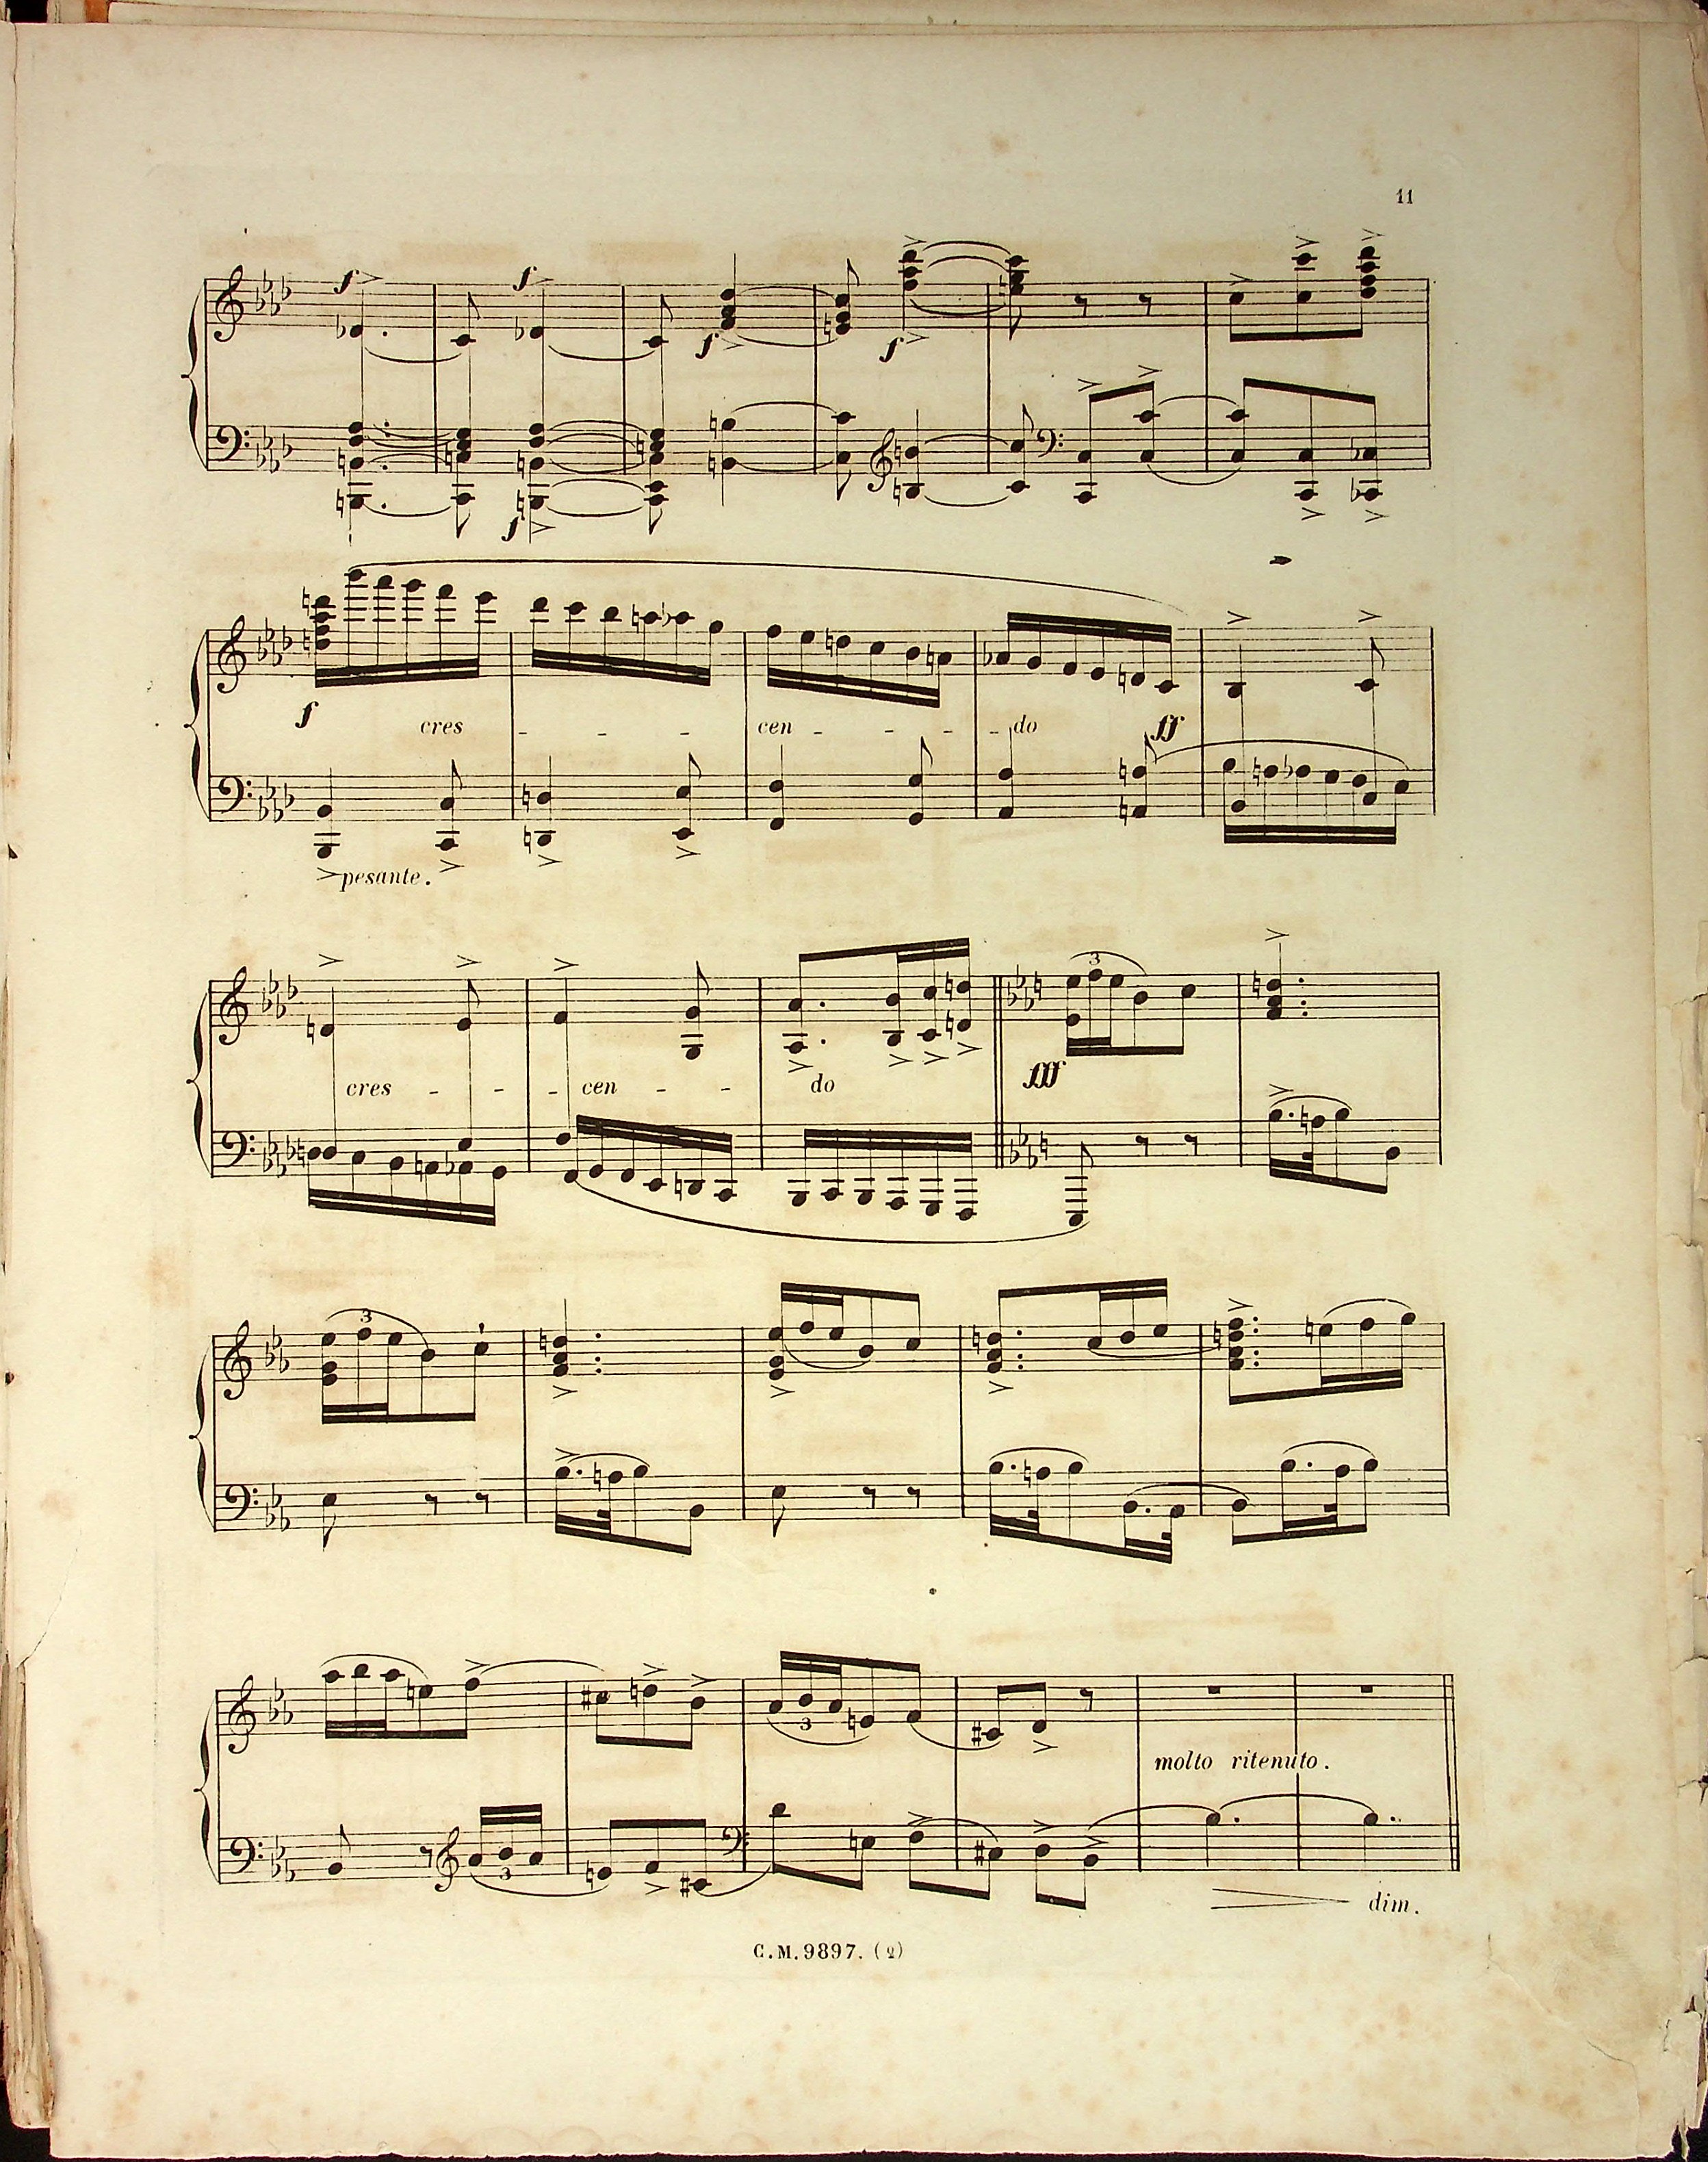 11
f f f f
f
f cres - - - cen - - - - do ff
pesante.
cres - - - cen - - do fff
3
3
3
3
molto ritenuto.
3
dim.
C.M.9897. (2)